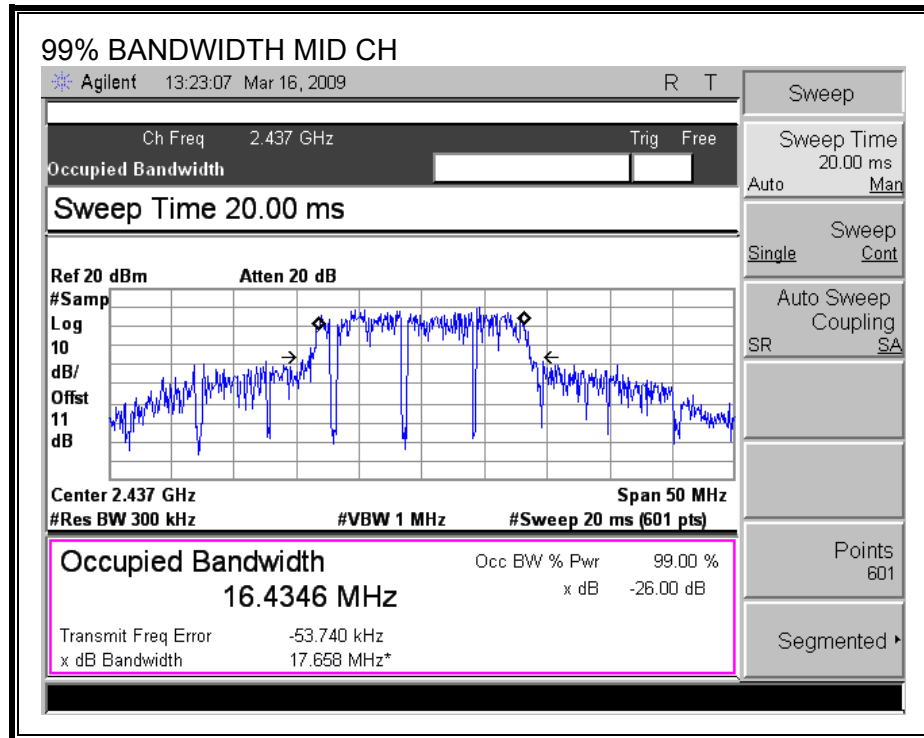 99% BANDWIDTH MID CH
Agilent 13:23:07 Mar 16, 2009 R T
Ch Freq 2.437 GHz Trig Free
Occupied Bandwidth
Sweep Time 20.00 ms
Ref 20 dBm Atten 20 dB
#Samp
Log
10
dB/
Offst
11
dB
Center 2.437 GHz Span 50 MHz
#Res BW 300 kHz #VBW 1 MHz #Sweep 20 ms (601 pts)
Occupied Bandwidth Occ BW % Pwr 99.00 %
16.4346 MHz x dB -26.00 dB
Transmit Freq Error -53.740 kHz
x dB Bandwidth 17.658 MHz*
Sweep
Sweep Time
20.00 ms
Auto Man
Sweep
Single Cont
Auto Sweep
Coupling
SR SA
Points
601
Segmented